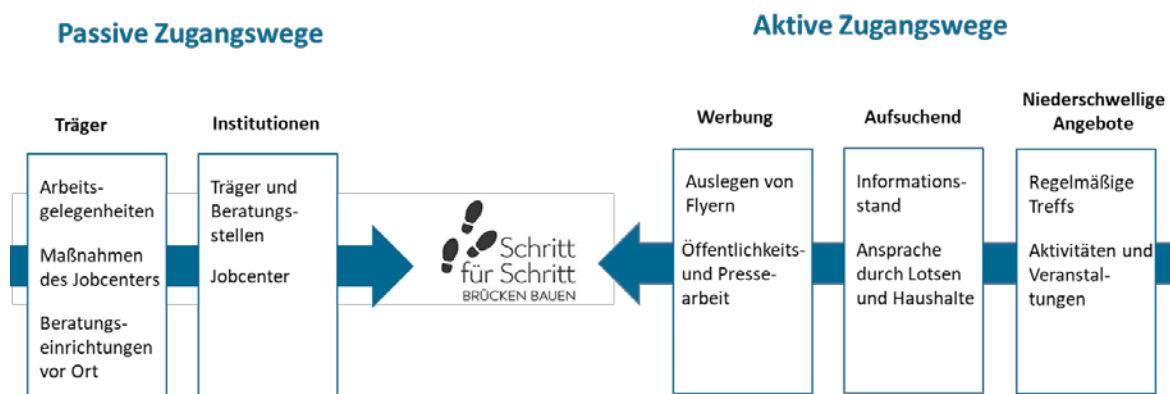 Passive Zugangswege
Aktive Zugangswege
Träger
Arbeits-
gelegenheiten
Maßnahmen
des Jobcenters
Beratungs-
einrichtungen
vor Ort
Institutionen
Träger und
Beratungs-
stellen
Jobcenter
Schritt
für Schritt
BRÜCKEN BAUEN
Werbung
Auslegen von
Flyern
Öffentlichkeits-
und Presse-
arbeit
Aufsuchend
Informations-
stand
Ansprache
durch Lotsen
und Haushalte
Niederschwellige
Angebote
Regelmäßige
Treffs
Aktivitäten und
Veranstal-
tungen